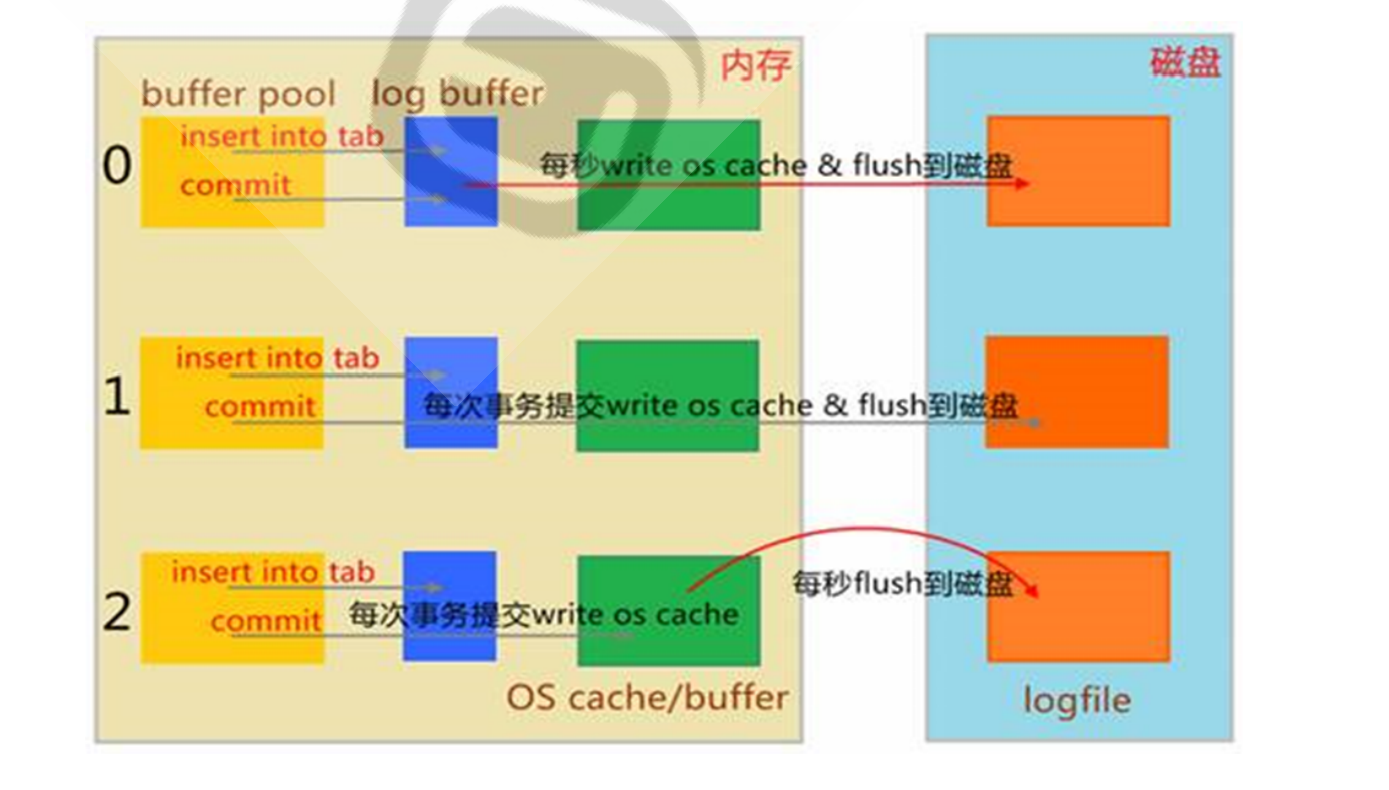 内存
磁盘
buffer pool
log buffer
0
insert into tab
commit
每秒write os cache & flush到磁盘
1
insert into tab
commit
每次事务提交write os cache & flush到磁盘
2
insert into tab
commit
每次事务提交write os cache
每秒flush到磁盘
OS cache/buffer
logfile